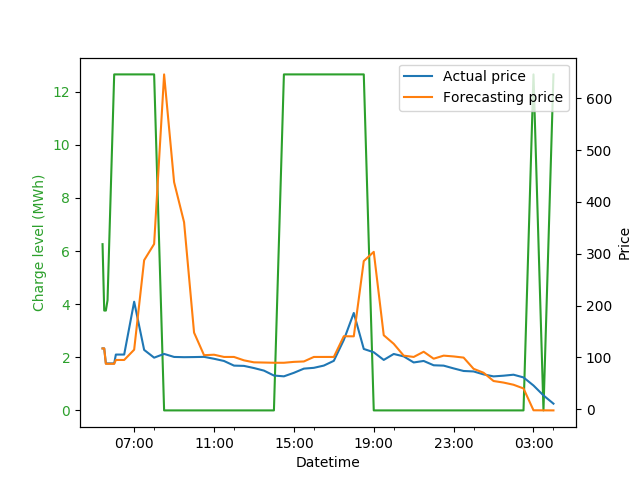 Actual price
Forecasting price
Charge level (MWh)
12
10
8
6
4
2
0
600
500
400
300
200
100
0
Price
07:00 11:00 15:00 19:00 23:00 03:00
Datetime